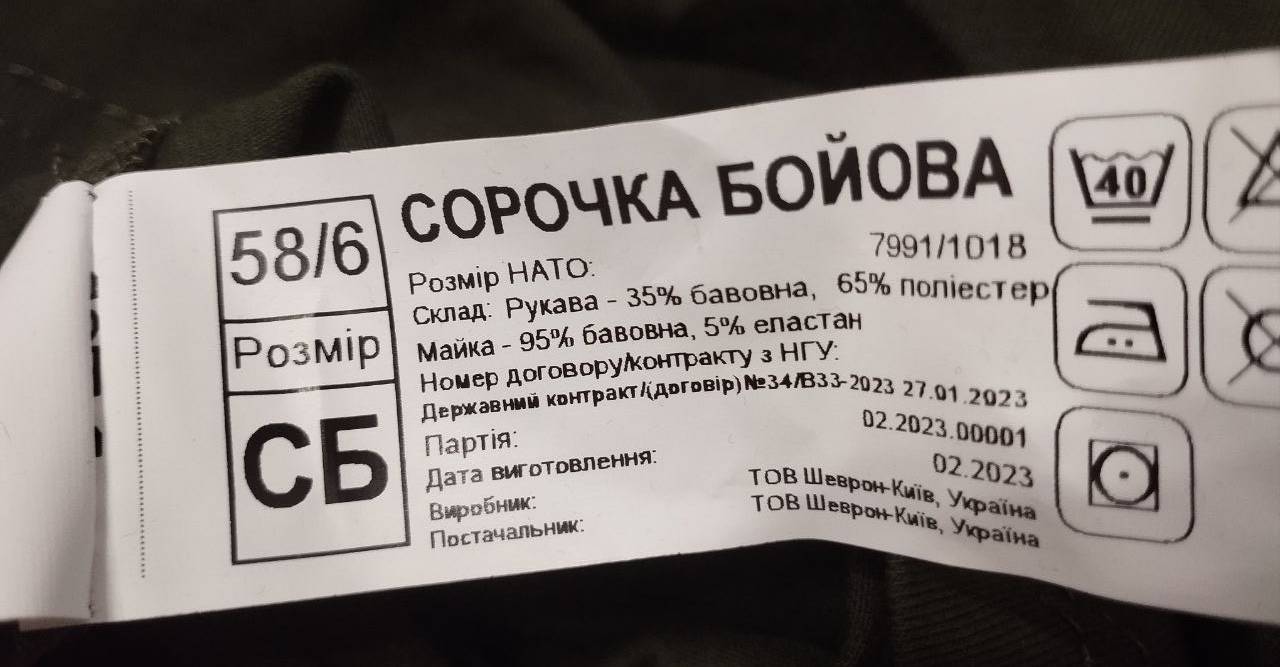 58/6
Розмір
СБ
СОРОЧКА БОЙОВА
Розмір НАТО: 7991/1018
Склад: Рукава - 35% бавовна, 65% поліестер
Майка - 95% бавовна, 5% еластан
Номер договору/контракту з НГУ:
Державний контракт/(договір)№34/В33-2023 27.01.2023
Партія: 02.2023.00001
Дата виготовлення: 02.2023
Виробник: ТОВ Шеврон-Київ, Україна
Постачальник: ТОВ Шеврон-Київ, Україна
40